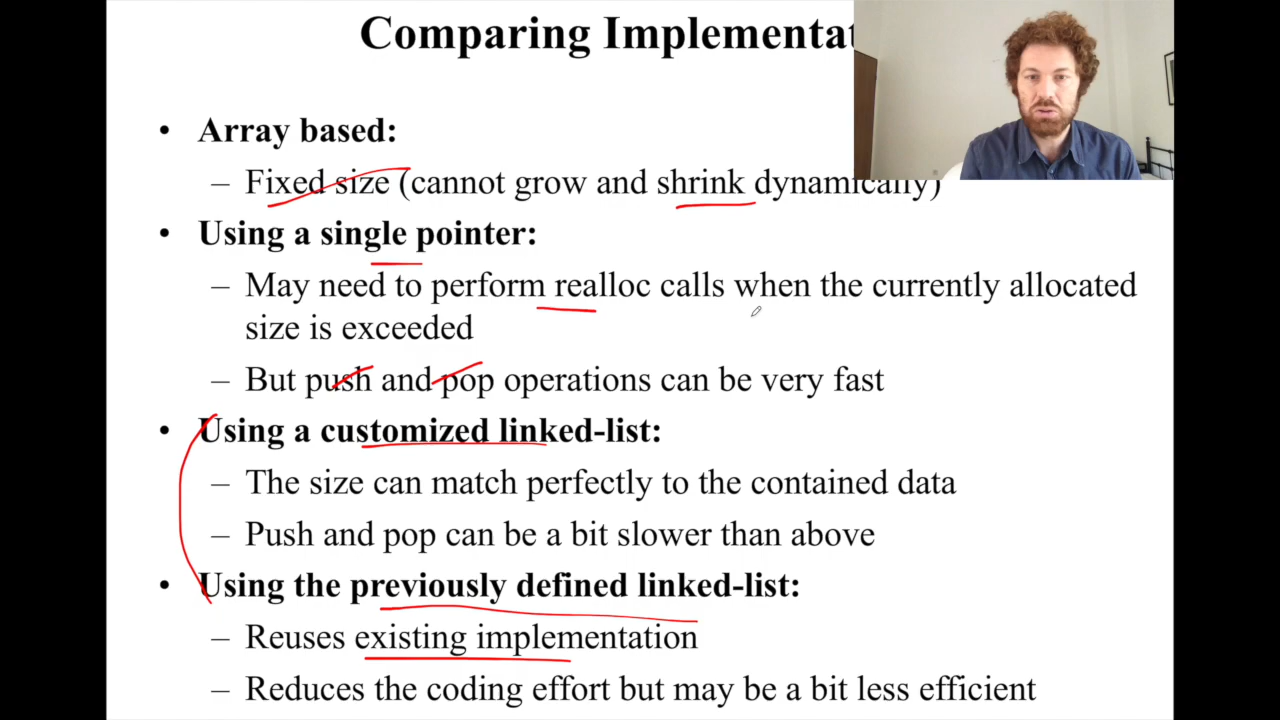 Comparing Implementat
• Array based:
– Fixed size (cannot grow and shrink dynamically)
• Using a single pointer:
– May need to perform realloc calls when the currently allocated
size is exceeded
– But push and pop operations can be very fast
• Using a customized linked-list:
– The size can match perfectly to the contained data
– Push and pop can be a bit slower than above
• Using the previously defined linked-list:
– Reuses existing implementation
– Reduces the coding effort but may be a bit less efficient